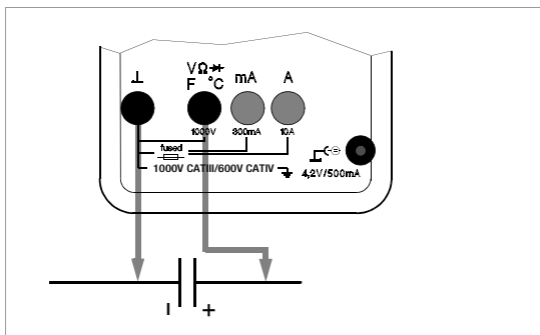 ⊥ VΩ mA A
F °C
1000V 300mA 10A
fused
1000V CATIII/600V CATIV
4,2V/500mA
I +